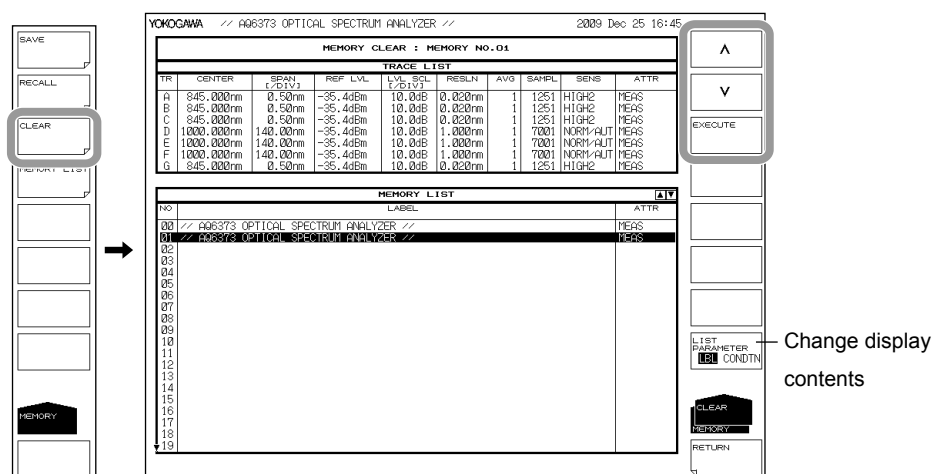 YOKOGAWA // AQ6373 OPTICAL SPECTRUM ANALYZER // 2009 Dec 25 16:45
SAVE
RECALL
CLEAR
MEMORY LIST
MEMORY
MEMORY CLEAR : MEMORY NO.01
TRACE LIST
TR CENTER SPAN [/DIV] REF LVL LVL SCL [/DIV] RESLN AVG SAMPL SENS ATTR
A 845.000nm 0.50nm -35.4dBm 10.0dB 0.020nm 1 1251 HIGH2 MEAS
B 845.000nm 0.50nm -35.4dBm 10.0dB 0.020nm 1 1251 HIGH2 MEAS
C 845.000nm 0.50nm -35.4dBm 10.0dB 0.020nm 1 1251 HIGH2 MEAS
D 1000.000nm 140.00nm -35.4dBm 10.0dB 1.000nm 1 7001 NORM/AUT MEAS
E 1000.000nm 140.00nm -35.4dBm 10.0dB 1.000nm 1 7001 NORM/AUT MEAS
F 1000.000nm 140.00nm -35.4dBm 10.0dB 1.000nm 1 7001 NORM/AUT MEAS
G 845.000nm 0.50nm -35.4dBm 10.0dB 0.020nm 1 1251 HIGH2 MEAS
MEMORY LIST
NO LABEL ATTR
00 // AQ6373 OPTICAL SPECTRUM ANALYZER // MEAS
01 // AQ6373 OPTICAL SPECTRUM ANALYZER // MEAS
02
03
04
05
06
07
08
09
10
11
12
13
14
15
16
17
18
19
EXECUTE
LIST
PARAMETER
LBL CONDTN
CLEAR
MEMORY
RETURN
Change display
contents